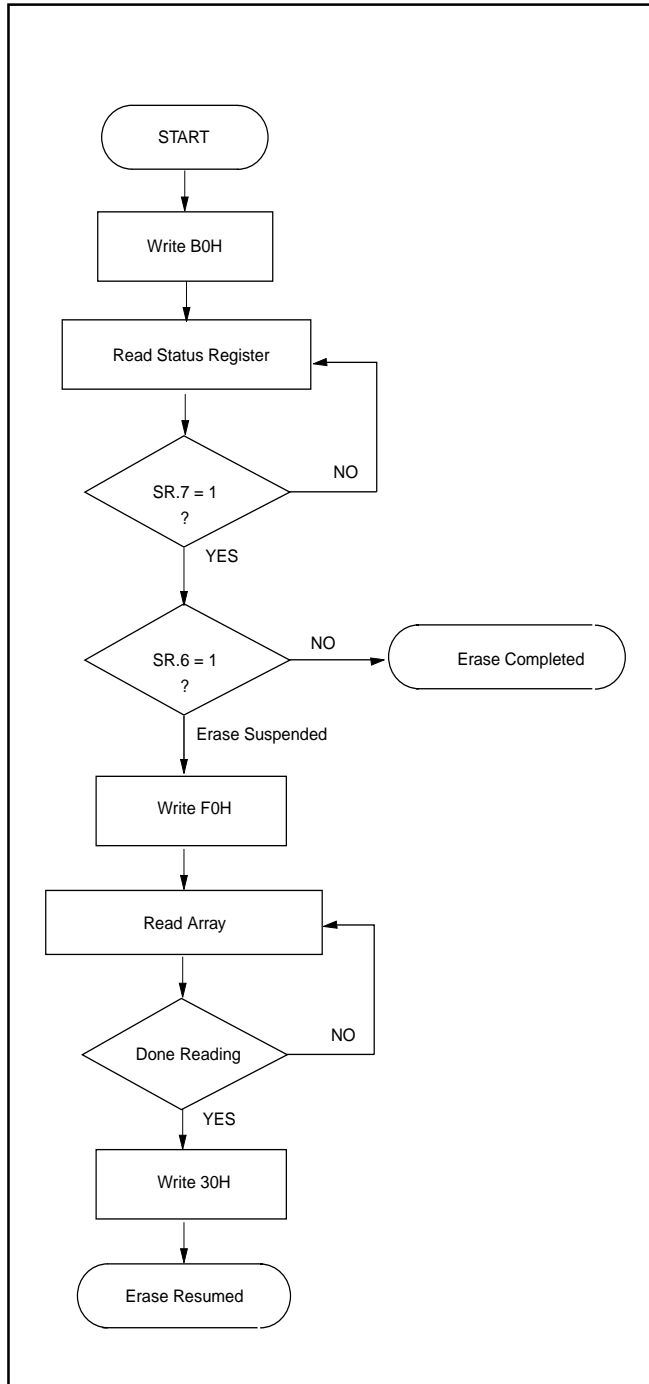 START
Write B0H
Read Status Register
NO
SR.7 = 1
?
YES
NO
SR.6 = 1
Erase Completed
?
Erase Suspended
Write F0H
Read Array
NO
Done Reading
YES
Write 30H
Erase Resumed